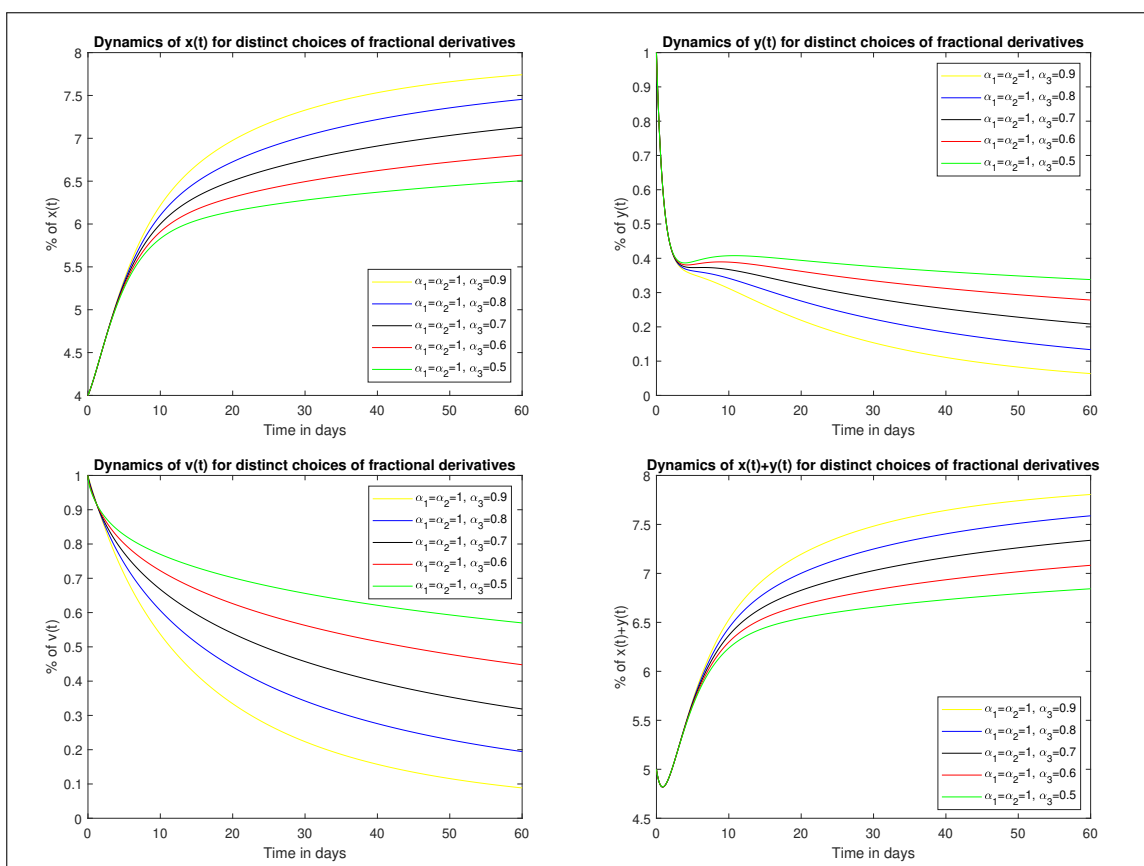 Dynamics of x(t) for distinct choices of fractional derivatives
8
7.5
7
6.5
6
5.5
5
4.5
4
% of x(t)
α₁=α₂=1, α₃=0.9
α₁=α₂=1, α₃=0.8
α₁=α₂=1, α₃=0.7
α₁=α₂=1, α₃=0.6
α₁=α₂=1, α₃=0.5
0 10 20 30 40 50 60
Time in days
Dynamics of y(t) for distinct choices of fractional derivatives
1
0.9
0.8
0.7
0.6
0.5
0.4
0.3
0.2
0.1
0
% of y(t)
α₁=α₂=1, α₃=0.9
α₁=α₂=1, α₃=0.8
α₁=α₂=1, α₃=0.7
α₁=α₂=1, α₃=0.6
α₁=α₂=1, α₃=0.5
0 10 20 30 40 50 60
Time in days
Dynamics of v(t) for distinct choices of fractional derivatives
1
0.9
0.8
0.7
0.6
0.5
0.4
0.3
0.2
0.1
0
% of v(t)
α₁=α₂=1, α₃=0.9
α₁=α₂=1, α₃=0.8
α₁=α₂=1, α₃=0.7
α₁=α₂=1, α₃=0.6
α₁=α₂=1, α₃=0.5
0 10 20 30 40 50 60
Time in days
Dynamics of x(t)+y(t) for distinct choices of fractional derivatives
8
7.5
7
6.5
6
5.5
5
4.5
% of x(t)+y(t)
α₁=α₂=1, α₃=0.9
α₁=α₂=1, α₃=0.8
α₁=α₂=1, α₃=0.7
α₁=α₂=1, α₃=0.6
α₁=α₂=1, α₃=0.5
0 10 20 30 40 50 60
Time in days